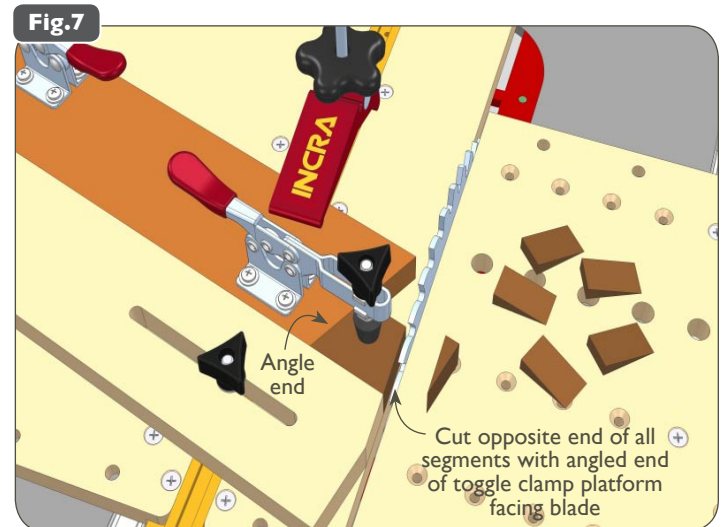 Fig.7
INCRA
Angle
end
Cut opposite end of all
segments with angled end
of toggle clamp platform
facing blade